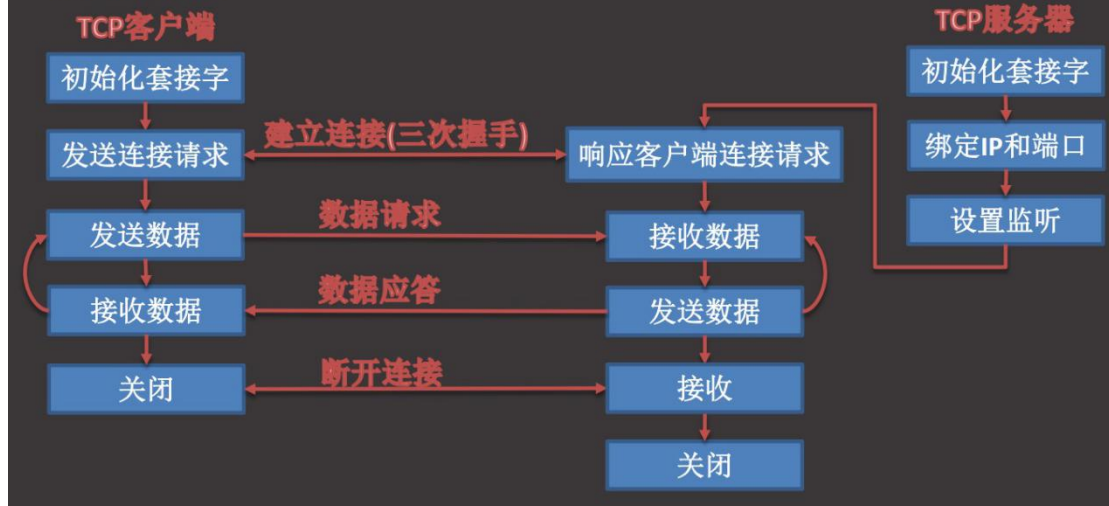 TCP客户端
TCP服务器
初始化套接字
初始化套接字
建立连接(三次握手)
发送连接请求
响应客户端连接请求
绑定IP和端口
数据请求
设置监听
发送数据
接收数据
数据应答
接收数据
发送数据
断开连接
关闭
接收
关闭